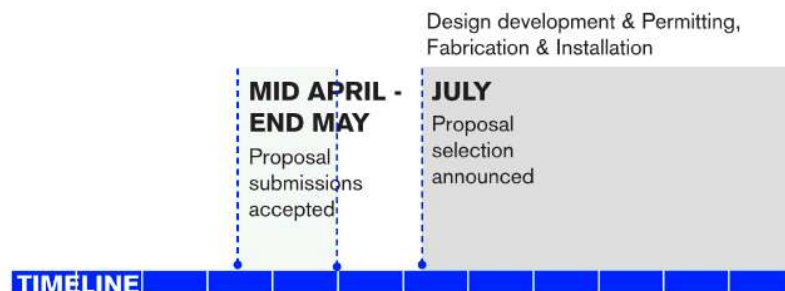 Design development & Permitting,
Fabrication & Installation
MID APRIL -
END MAY
Proposal
submissions
accepted
JULY
Proposal
selection
announced
TIMELINE